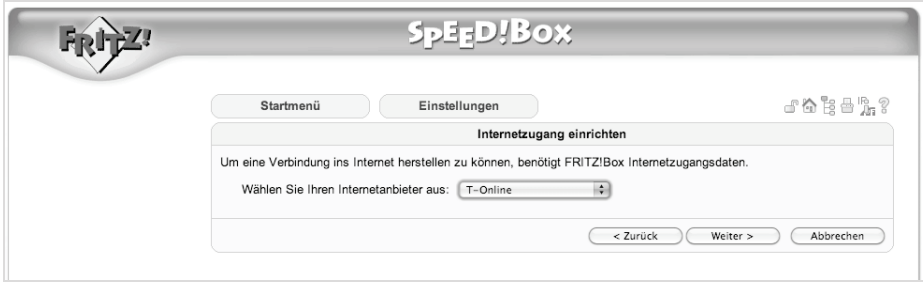 FRITZ!
SPEED!BOX
Startmenü
Einstellungen
Internetzugang einrichten
Um eine Verbindung ins Internet herstellen zu können, benötigt FRITZ!Box Internetzugangsdaten.
Wählen Sie Ihren Internetanbieter aus: T-Online
< Zurück
Weiter >
Abbrechen